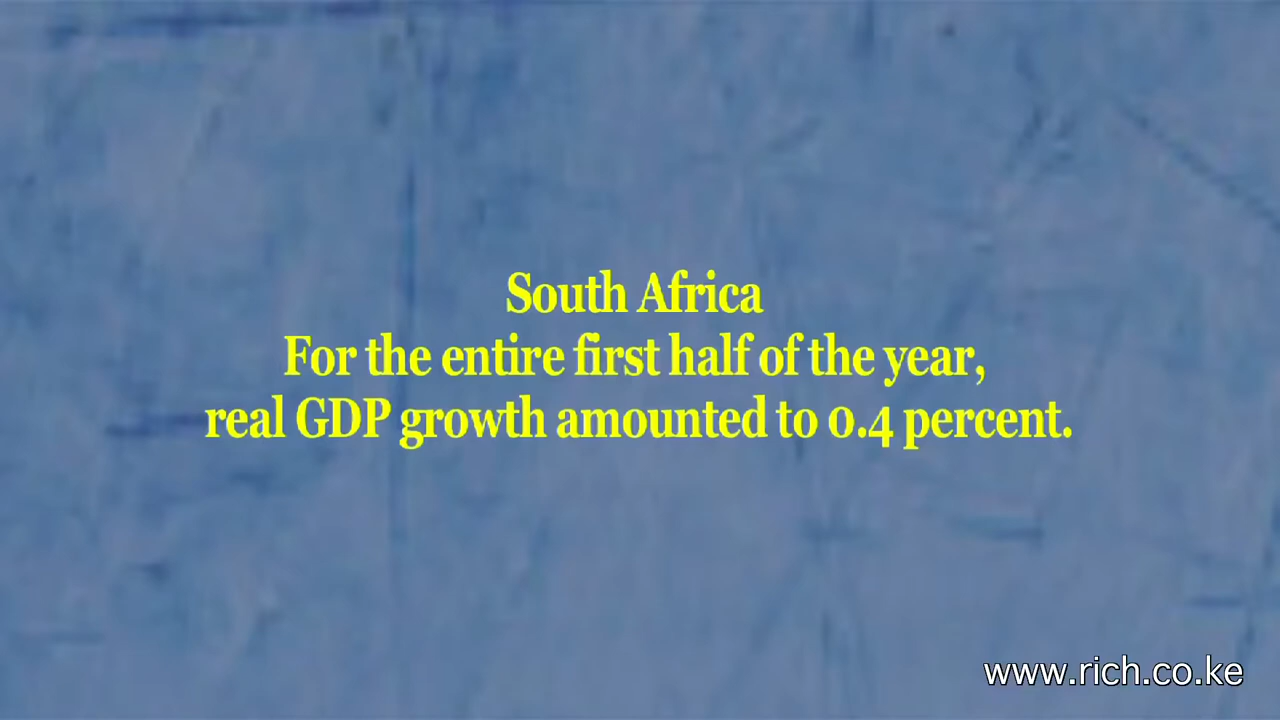 South Africa
For the entire first half of the year,
real GDP growth amounted to 0.4 percent.
www.rich.co.ke